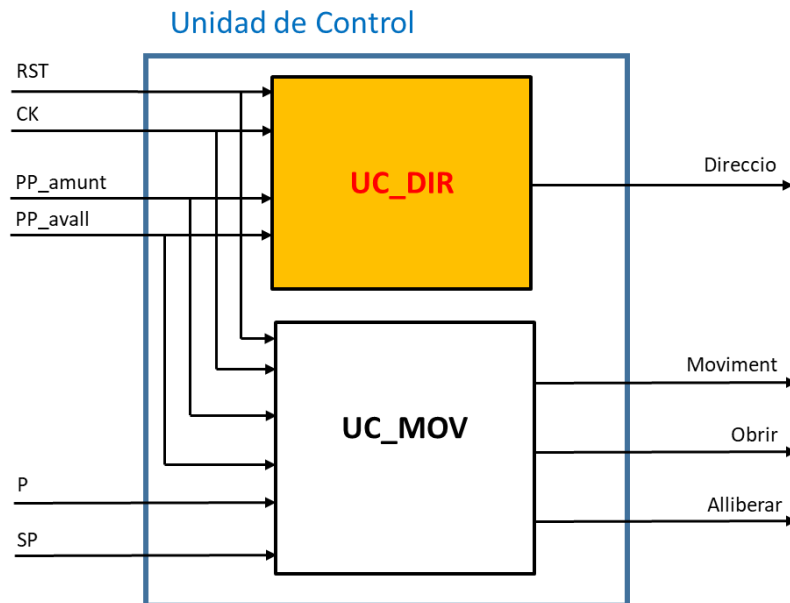 Unidad de Control
RST
CK
PP_amunt
PP_avall
UC_DIR
Direccio
UC_MOV
Moviment
Obrir
Alliberar
P
SP